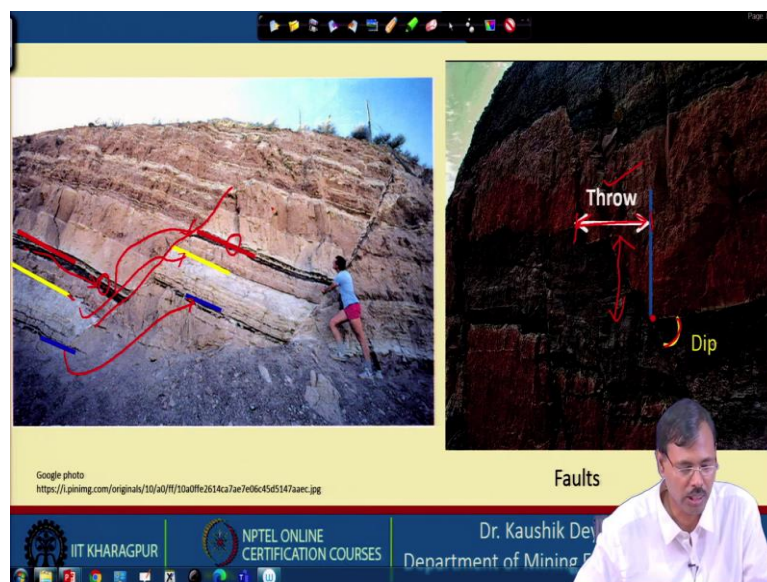 Page
Throw
Dip
Google photo
https://i.pinimg.com/originals/10/a0/ff/10a0ffe2614ca7ae7e06c45d5147aaec.jpg
Faults
IIT KHARAGPUR
NPTEL ONLINE
CERTIFICATION COURSES
Dr. Kaushik
Department of Mining